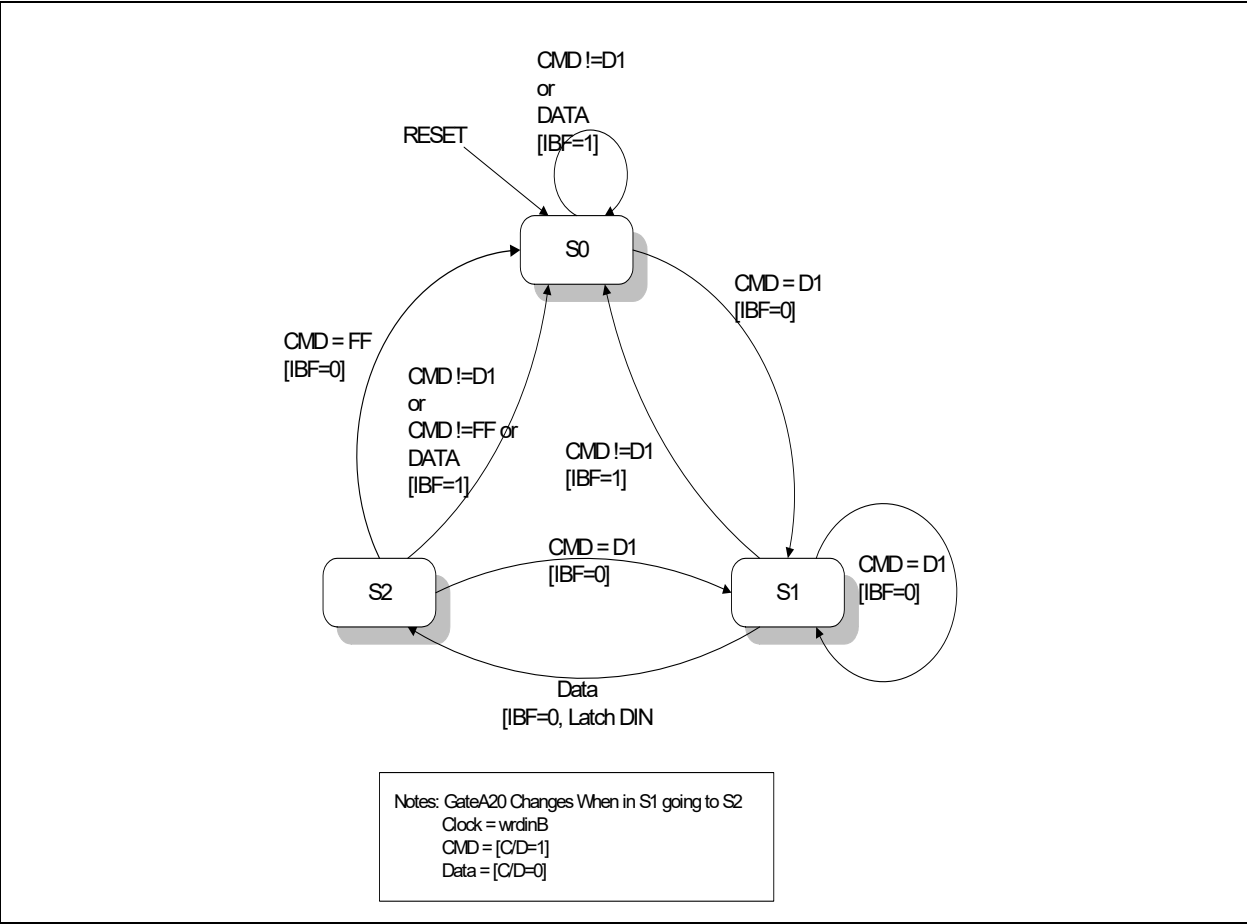 CMD !=D1
or
DATA
[IBF=1]
RESET
S0
CMD = D1
[IBF=0]
CMD = FF
[IBF=0]
CMD !=D1
or
CMD !=FF or
DATA
[IBF=1]
CMD !=D1
[IBF=1]
CMD = D1
[IBF=0]
S2
S1
CMD = D1
[IBF=0]
Data
[IBF=0, Latch DIN
Notes: GateA20 Changes When in S1 going to S2
Clock = wrdinB
CMD = [C/D=1]
Data = [C/D=0]